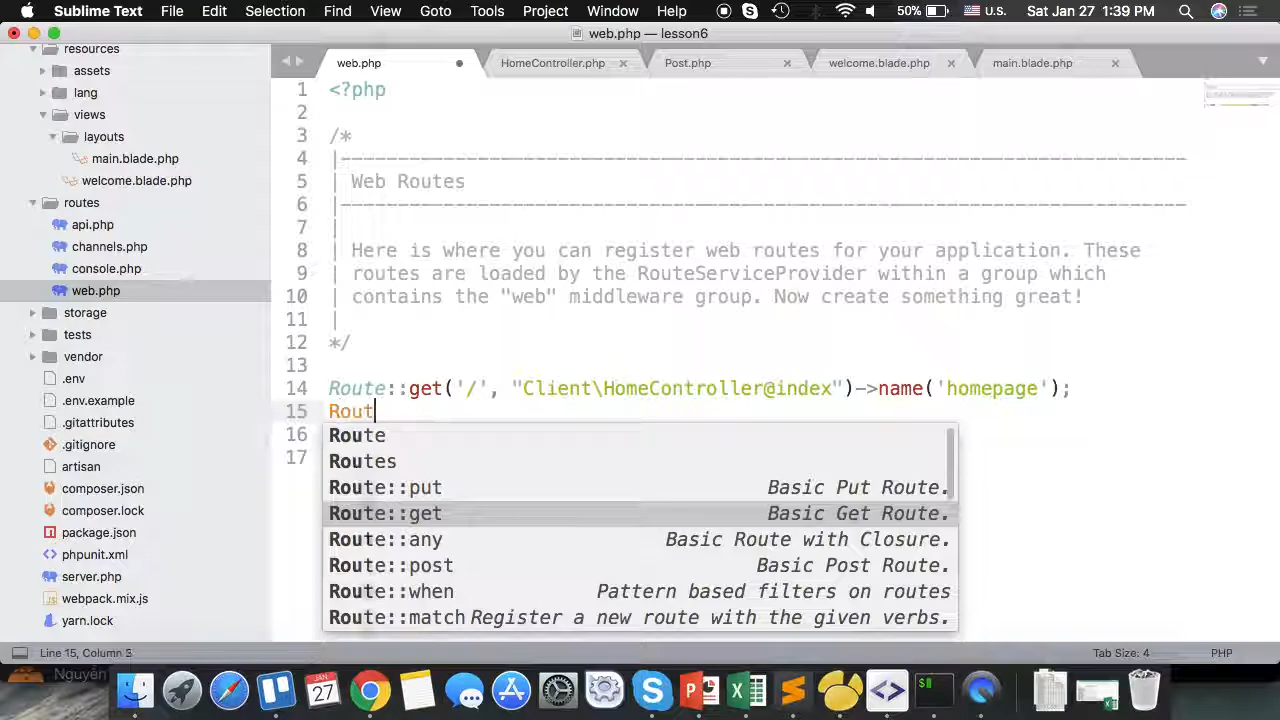 Sublime Text File Edit Selection Find View Goto Tools Project Window Help 50% U.S. Sat Jan 27 1:39 PM
web.php — lesson6
resources
assets
lang
views
layouts
main.blade.php
welcome.blade.php
routes
api.php
channels.php
console.php
web.php
storage
tests
vendor
.env
.env.example
.gitattributes
.gitignore
artisan
composer.json
composer.lock
package.json
phpunit.xml
server.php
webpack.mix.js
yarn.lock
web.php HomeController.php Post.php welcome.blade.php main.blade.php
1 <?php
2
3 /*
4 |--------------------------------------------------------------------------
5 | Web Routes
6 |--------------------------------------------------------------------------
7 |
8 | Here is where you can register web routes for your application. These
9 | routes are loaded by the RouteServiceProvider within a group which
10 | contains the "web" middleware group. Now create something great!
11 |
12 */
13
14 Route::get('/', "Client\HomeController@index")->name('homepage');
15 Rout
16
17
Route
Routes
Route::put Basic Put Route.
Route::get Basic Get Route.
Route::any Basic Route with Closure.
Route::post Basic Post Route.
Route::when Pattern based filters on routes
Route::match Register a new route with the given verbs.
Line 15, Column 3 Tab Size: 4 PHP
Nguyễn
JAN
27